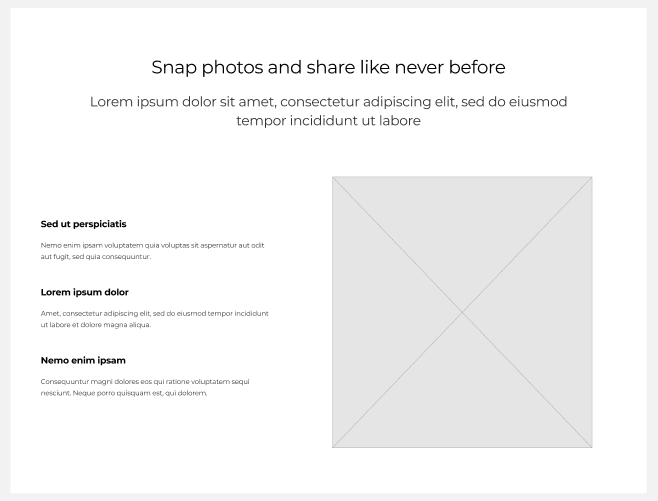 Snap photos and share like never before
Lorem ipsum dolor sit amet, consectetur adipiscing elit, sed do eiusmod
tempor incididunt ut labore
Sed ut perspiciatis
Nemo enim ipsam voluptatem quia voluptas sit aspernatur aut odit
aut fugit, sed quia consequuntur.
Lorem ipsum dolor
Amet, consectetur adipiscing elit, sed do eiusmod tempor incididunt
ut labore et dolore magna aliqua.
Nemo enim ipsam
Consequuntur magni dolores eos qui ratione voluptatem sequi
nesciunt. Neque porro quisquam est, qui dolorem.